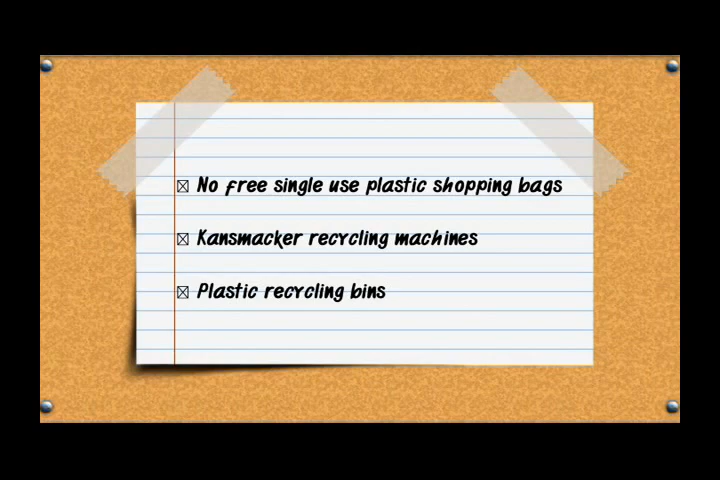 ☒ No free single use plastic shopping bags
☒ Kansmacker recycling machines
☒ Plastic recycling bins